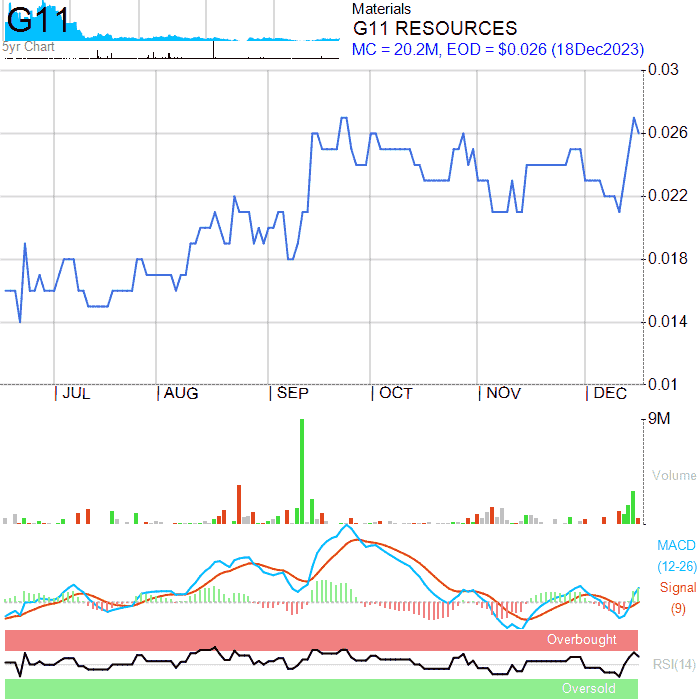 G11
5yr Chart
Materials
G11 RESOURCES
MC = 20.2M, EOD = $0.026 (18Dec2023)
0.03
0.026
0.022
0.018
0.014
0.01
JUL AUG SEP OCT NOV DEC
9M
Volume
MACD
(12-26)
Signal
(9)
Overbought
RSI(14)
Oversold